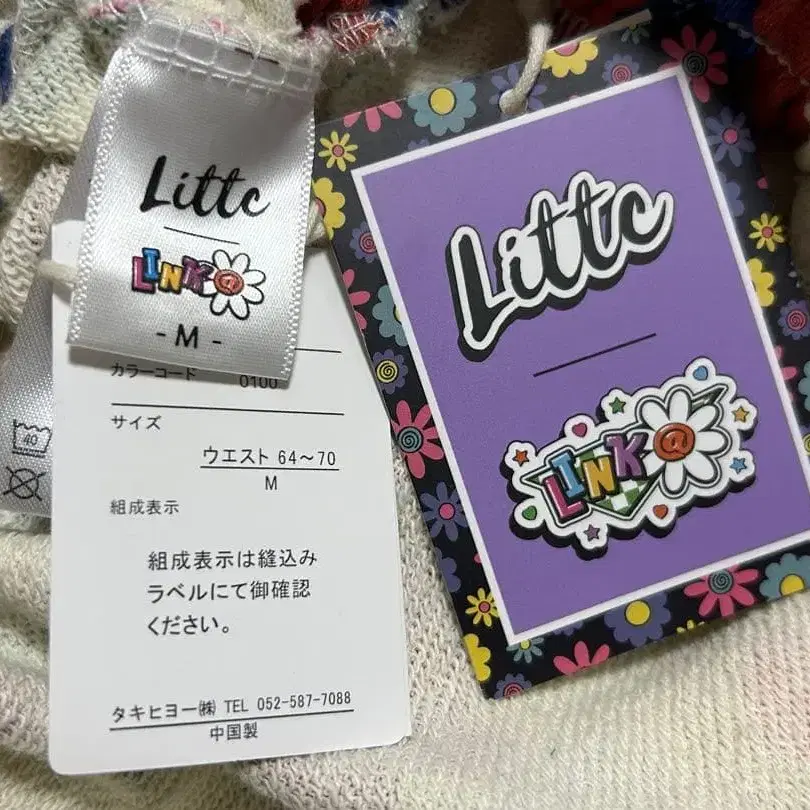 Littc
LINK@
- M -
カラーコード 0100
サイズ
ウエスト 64～70
M
組成表示
組成表示は縫込み
ラベルにて御確認
ください。
タキヒヨー㈱ TEL 052-587-7088
中国製
40
Littc
LINK@